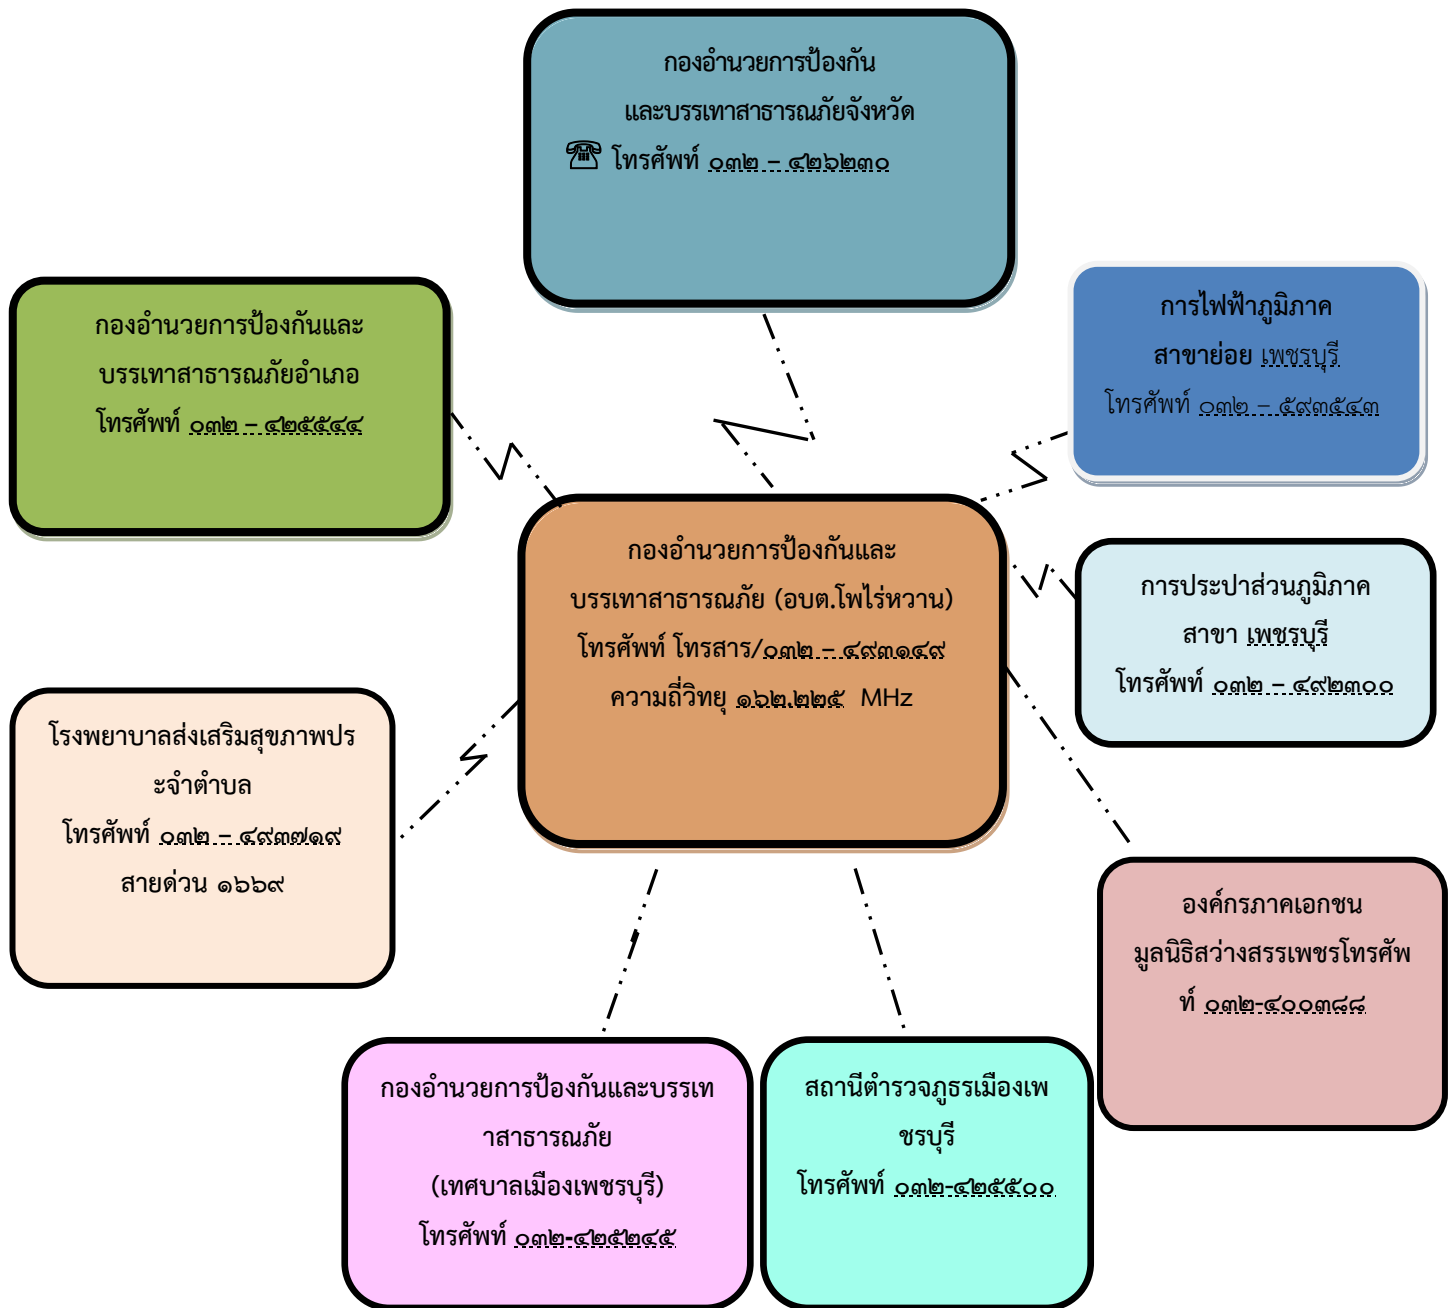 กองอำนวยการป้องกัน
และบรรเทาสาธารณภัยจังหวัด
☎ โทรศัพท์ ๐๓๒ – ๔๒๖๒๓๐
กองอำนวยการป้องกันและ
บรรเทาสาธารณภัยอำเภอ
โทรศัพท์ ๐๓๒ – ๔๒๕๕๔๔
การไฟฟ้าภูมิภาค
สาขาย่อย เพชรบุรี
โทรศัพท์ ๐๓๒ – ๕๙๓๕๔๓
กองอำนวยการป้องกันและ
บรรเทาสาธารณภัย (อบต.โพไร่หวาน)
โทรศัพท์ โทรสาร/๐๓๒ – ๔๙๓๑๔๙
ความถี่วิทยุ ๑๖๒.๒๒๕ MHz
การประปาส่วนภูมิภาค
สาขา เพชรบุรี
โทรศัพท์ ๐๓๒ – ๔๙๒๓๐๐
โรงพยาบาลส่งเสริมสุขภาพปร
ะจำตำบล
โทรศัพท์ ๐๓๒ – ๔๙๓๗๑๙
สายด่วน ๑๖๖๙
องค์กรภาคเอกชน
มูลนิธิสว่างสรรเพชรโทรศัพ
ท์ ๐๓๒-๔๐๐๓๘๘
กองอำนวยการป้องกันและบรรเท
าสาธารณภัย
(เทศบาลเมืองเพชรบุรี)
โทรศัพท์ ๐๓๒-๔๒๕๒๔๕
สถานีตำรวจภูธรเมืองเพ
ชรบุรี
โทรศัพท์ ๐๓๒-๔๒๕๕๐๐